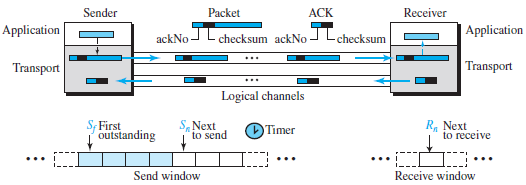 Sender Packet ACK Receiver
Application Application
ackNo checksum ackNo checksum
...
Transport Transport
...
Logical channels
Sf First outstanding
Sn Next to send
Timer
Rn Next to receive
... ... ... ...
Send window
Receive window